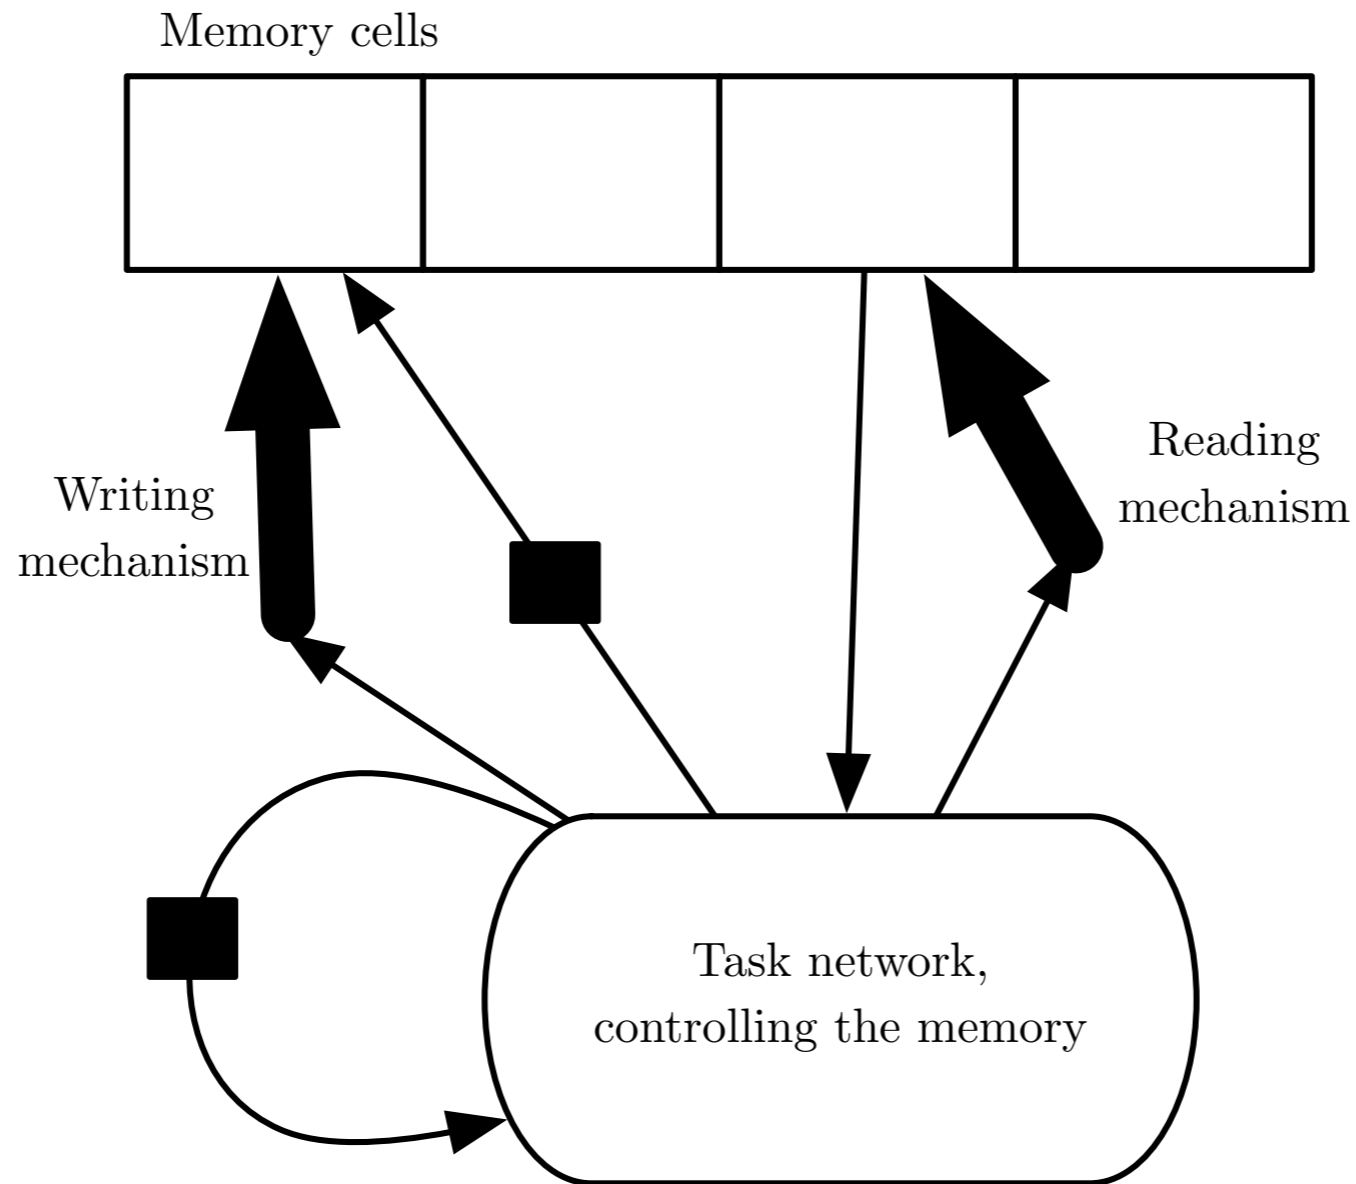 Memory cells
Writing
mechanism
Reading
mechanism
Task network,
controlling the memory